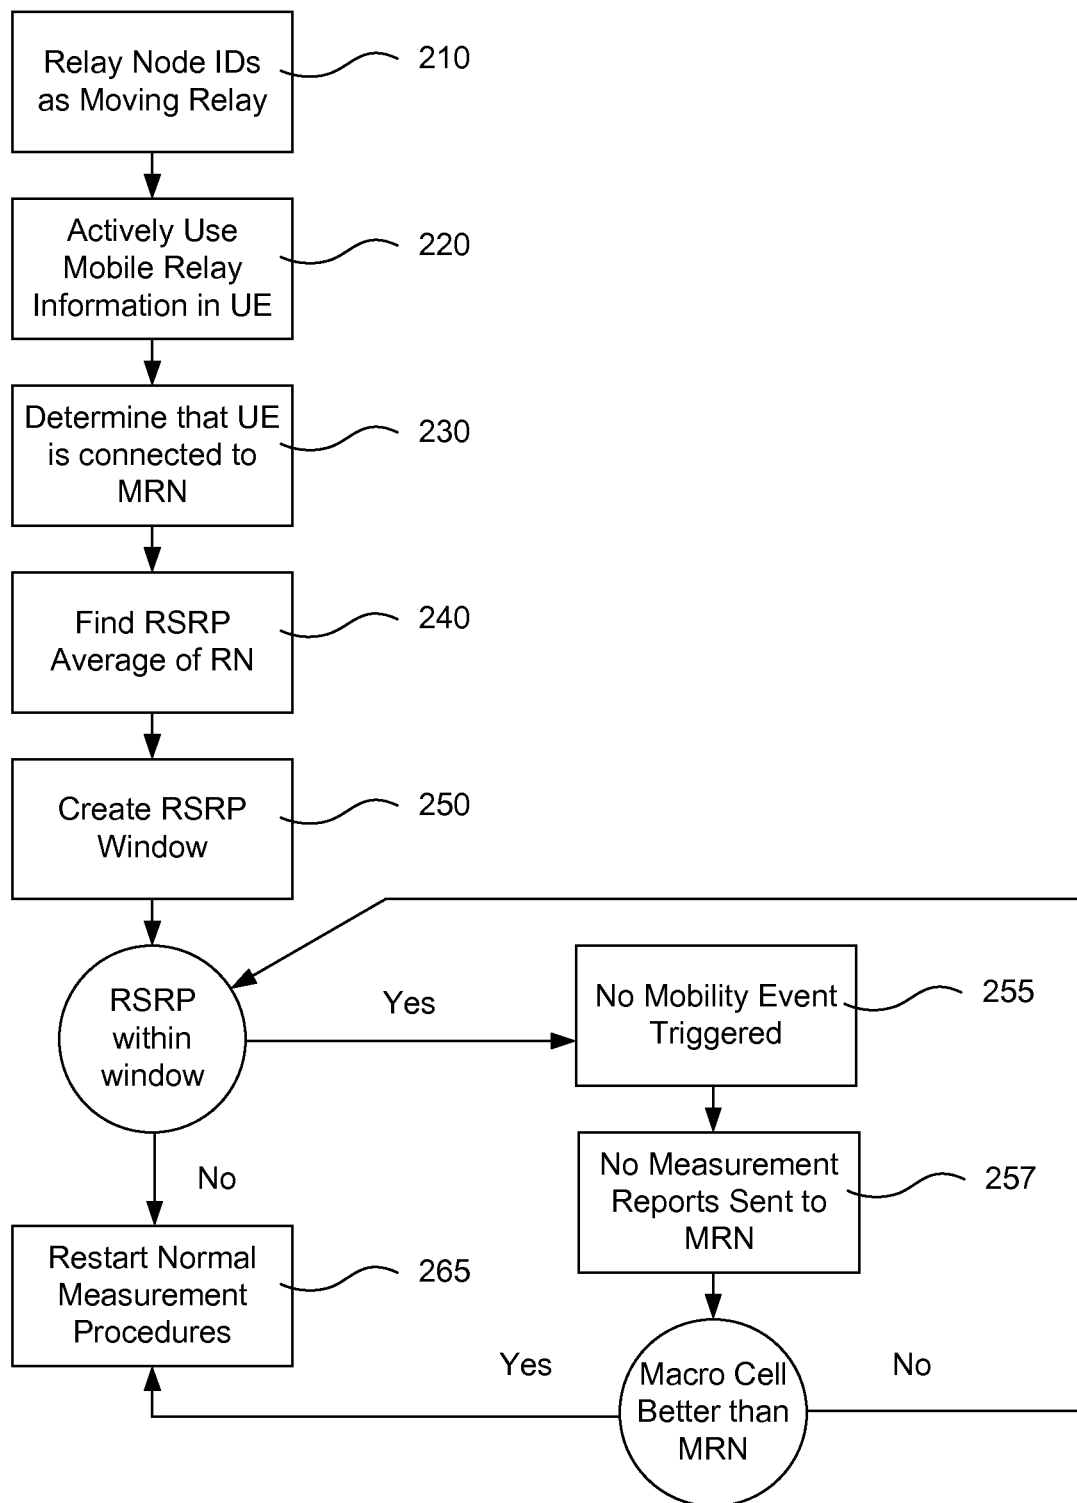 Relay Node IDs
as Moving Relay
210
Actively Use
Mobile Relay
Information in UE
220
Determine that UE
is connected to
MRN
230
Find RSRP
Average of RN
240
Create RSRP
Window
250
RSRP
within
window
Yes
No
No Mobility Event
Triggered
255
No Measurement
Reports Sent to
MRN
257
Restart Normal
Measurement
Procedures
265
Yes
Macro Cell
Better than
MRN
No